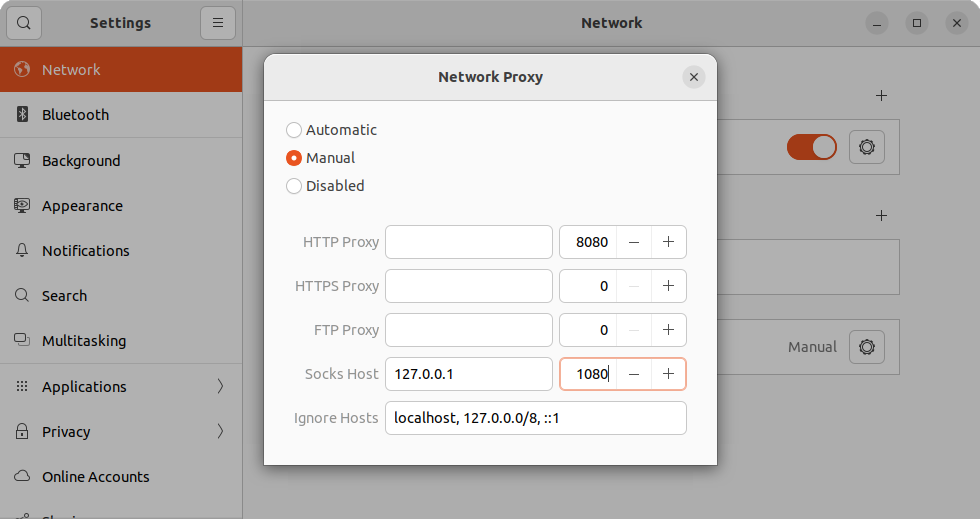 Settings
Network
Network
Bluetooth
Background
Appearance
Notifications
Search
Multitasking
Applications
Privacy
Online Accounts
Network Proxy
Automatic
Manual
Disabled
HTTP Proxy 8080
HTTPS Proxy 0
FTP Proxy 0
Socks Host 127.0.0.1 1080
Ignore Hosts localhost, 127.0.0.0/8, ::1
Manual